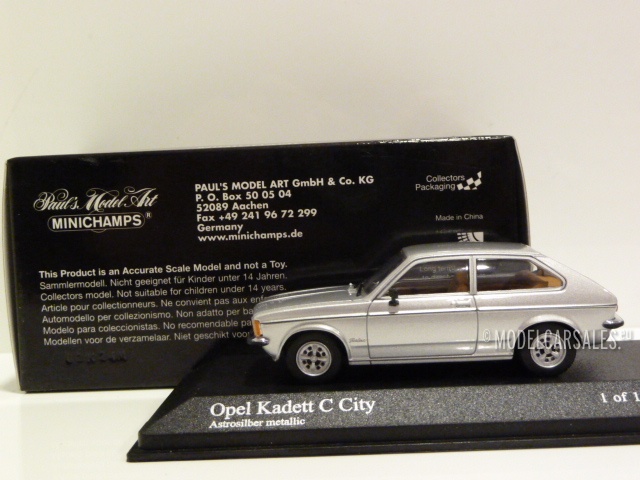 Paul's Model Art
MINICHAMPS®
PAUL'S MODEL ART GmbH & Co. KG
P. O. Box 50 05 04
52089 Aachen
Fax +49 241 96 72 299
Germany
www.minichamps.de
Collectors
Packaging
Made in China
This Product is an Accurate Scale Model and not a Toy.
Sammlermodell. Nicht geeignet für Kinder unter 14 Jahren.
Collectors model. Not suitable for children under 14 years.
Article pour collectionneurs. Ne convient pas aux enf
Automodello per collezionismo. Non adatto per ba
Modelo para coleccionistas. No recomendable pa
Modellen voor de verzamelaar. Niet geschikt voo
© MODELCARSALES.
Opel Kadett C City
Astrosilber metallic
1 of 1